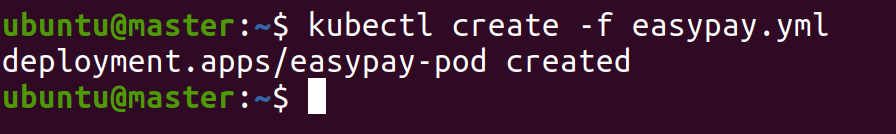 ubuntu@master:~$ kubectl create -f easypay.yml
deployment.apps/easypay-pod created
ubuntu@master:~$